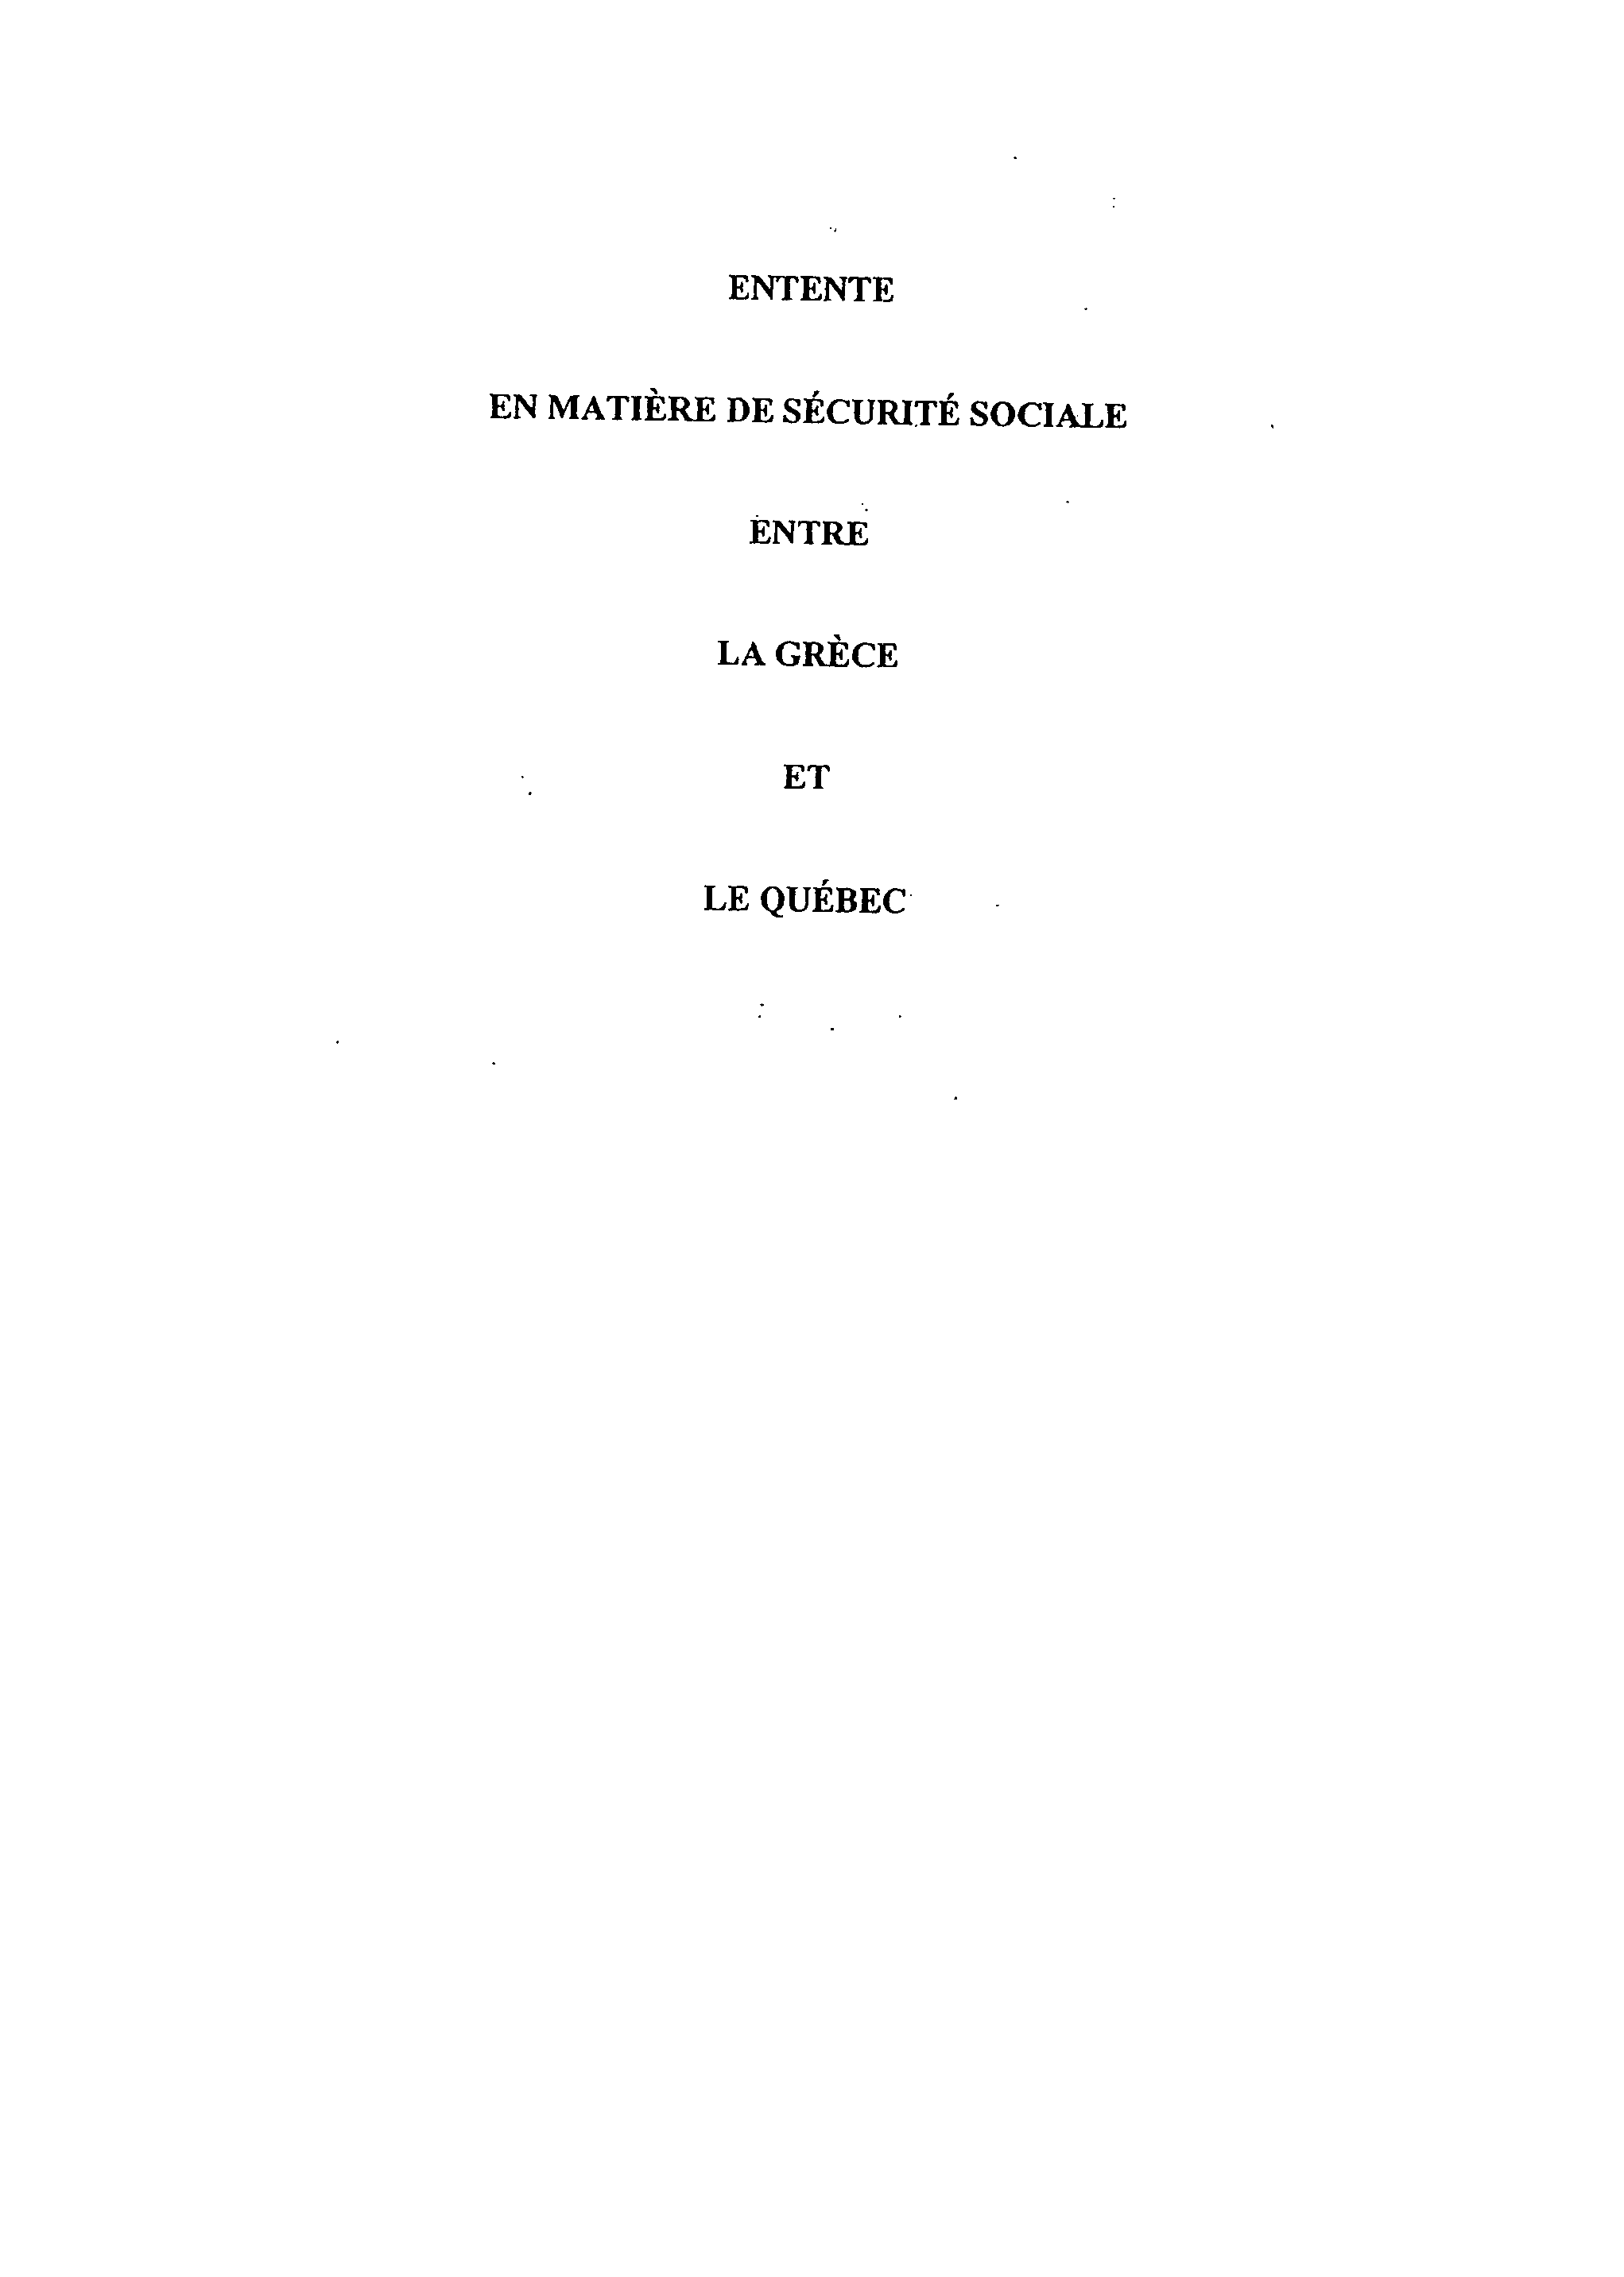 ENTENTE
EN MATIÈRE DE SÉCURITÉ SOCIALE
ENTRE
LA GRÈCE
ET
LE QUÉBEC